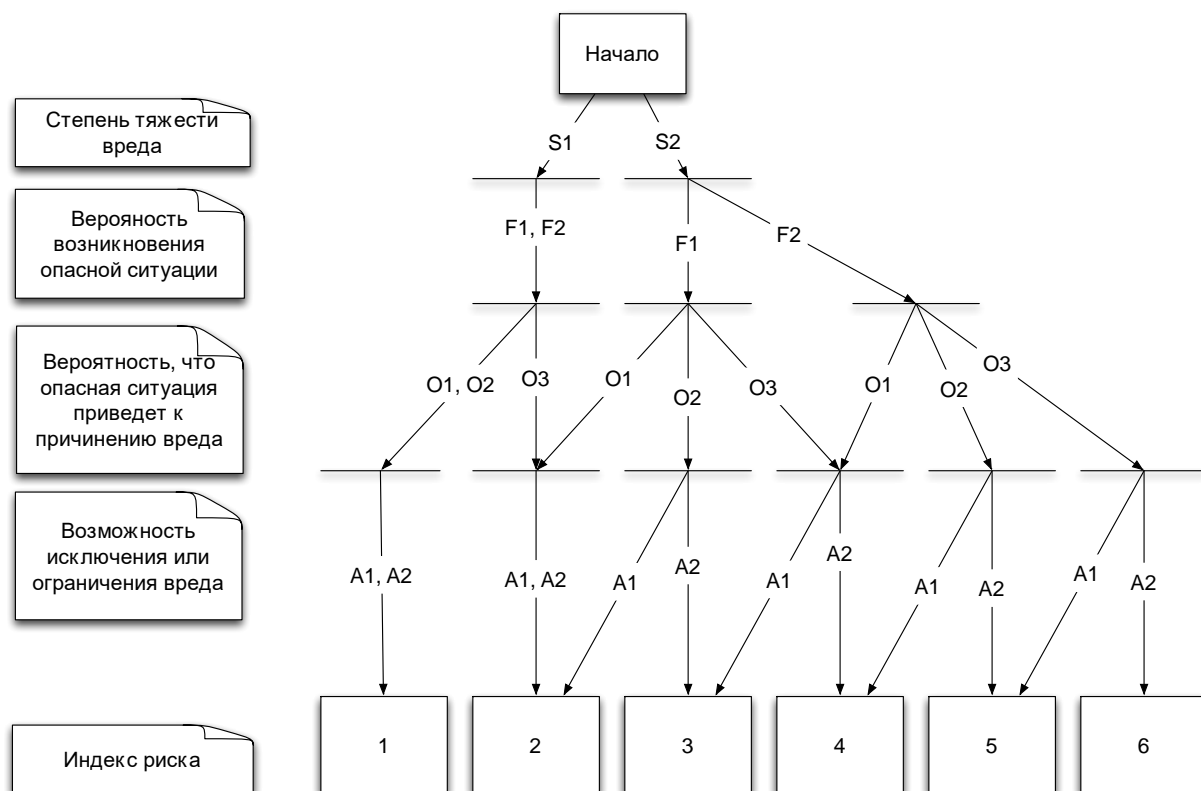 Начало
Степень тяжести
вреда
S1
S2
Верояность
возникновения
опасной ситуации
F1, F2
F1
F2
Вероятность, что
опасная ситуация
приведет к
причинению вреда
O1, O2
O3
O1
O2
O3
O1
O2
O3
Возможность
исключения или
ограничения вреда
A1, A2
A1, A2
A1
A2
A1
A2
A1
A2
A1
A2
Индекс риска
1
2
3
4
5
6